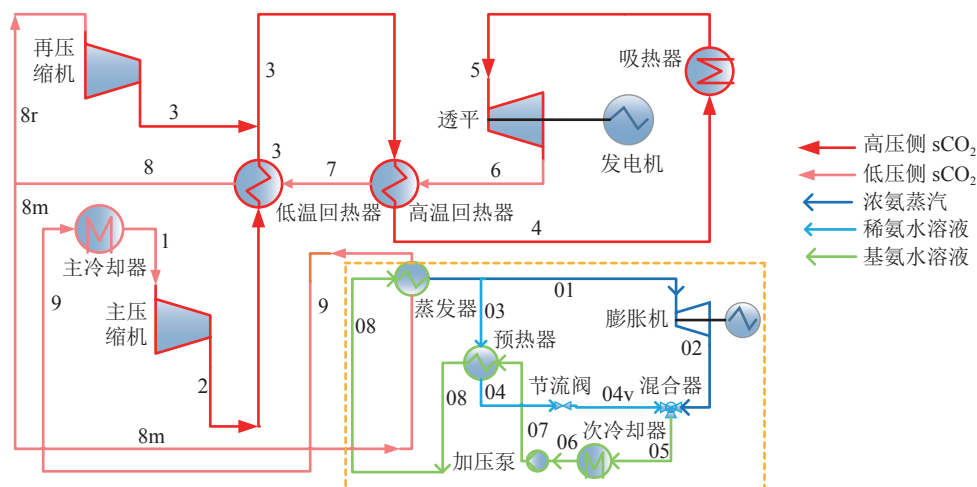 再压
缩机
8r
3
3
3
8
8m
7
6
5
4
低温回热器
高温回热器
透平
发电机
吸热器
高压侧 sCO₂
低压侧 sCO₂
浓氨蒸汽
稀氨水溶液
基氨水溶液
主冷却器
1
9
主压
缩机
2
8m
9
08
蒸发器
03
01
膨胀机
02
预热器
04
08
节流阀
04v
混合器
07
06
次冷却器
05
加压泵